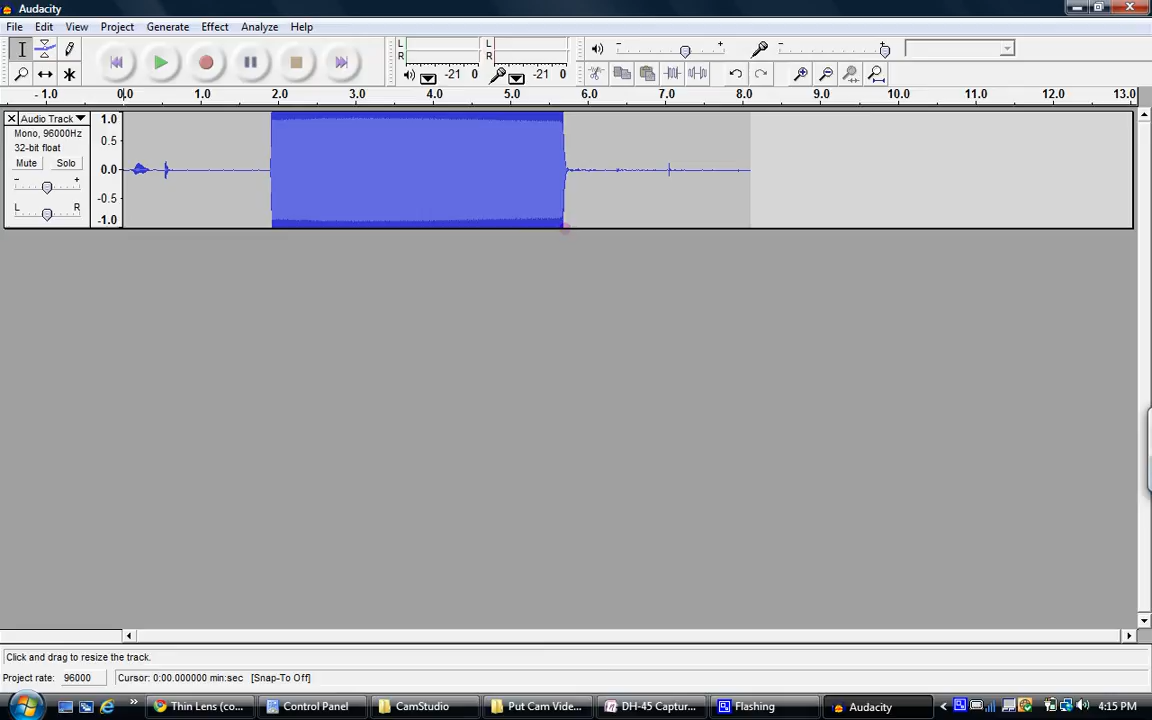 Audacity
File Edit View Project Generate Effect Analyze Help
L R -21 0 L R -21 0
- 1.0 0.0 1.0 2.0 3.0 4.0 5.0 6.0 7.0 8.0 9.0 10.0 11.0 12.0 13.0
Audio Track
Mono, 96000Hz
32-bit float
Mute Solo
- +
L R
1.0
0.5
0.0
-0.5
-1.0
Click and drag to resize the track.
Project rate: 96000 Cursor: 0:00.000000 min:sec [Snap-To Off]
Thin Lens (co... Control Panel CamStudio Put Cam Vide... DH-45 Captur... Flashing Audacity 4:15 PM